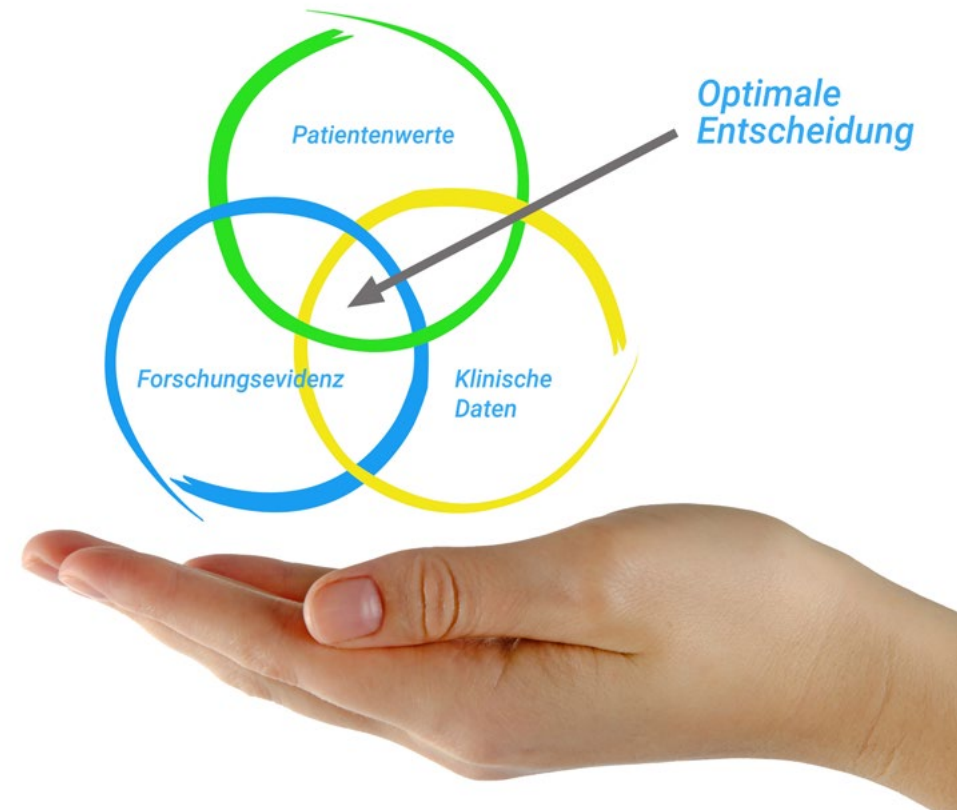 Patientenwerte
Optimale
Entscheidung
Forschungsevidenz
Klinische
Daten